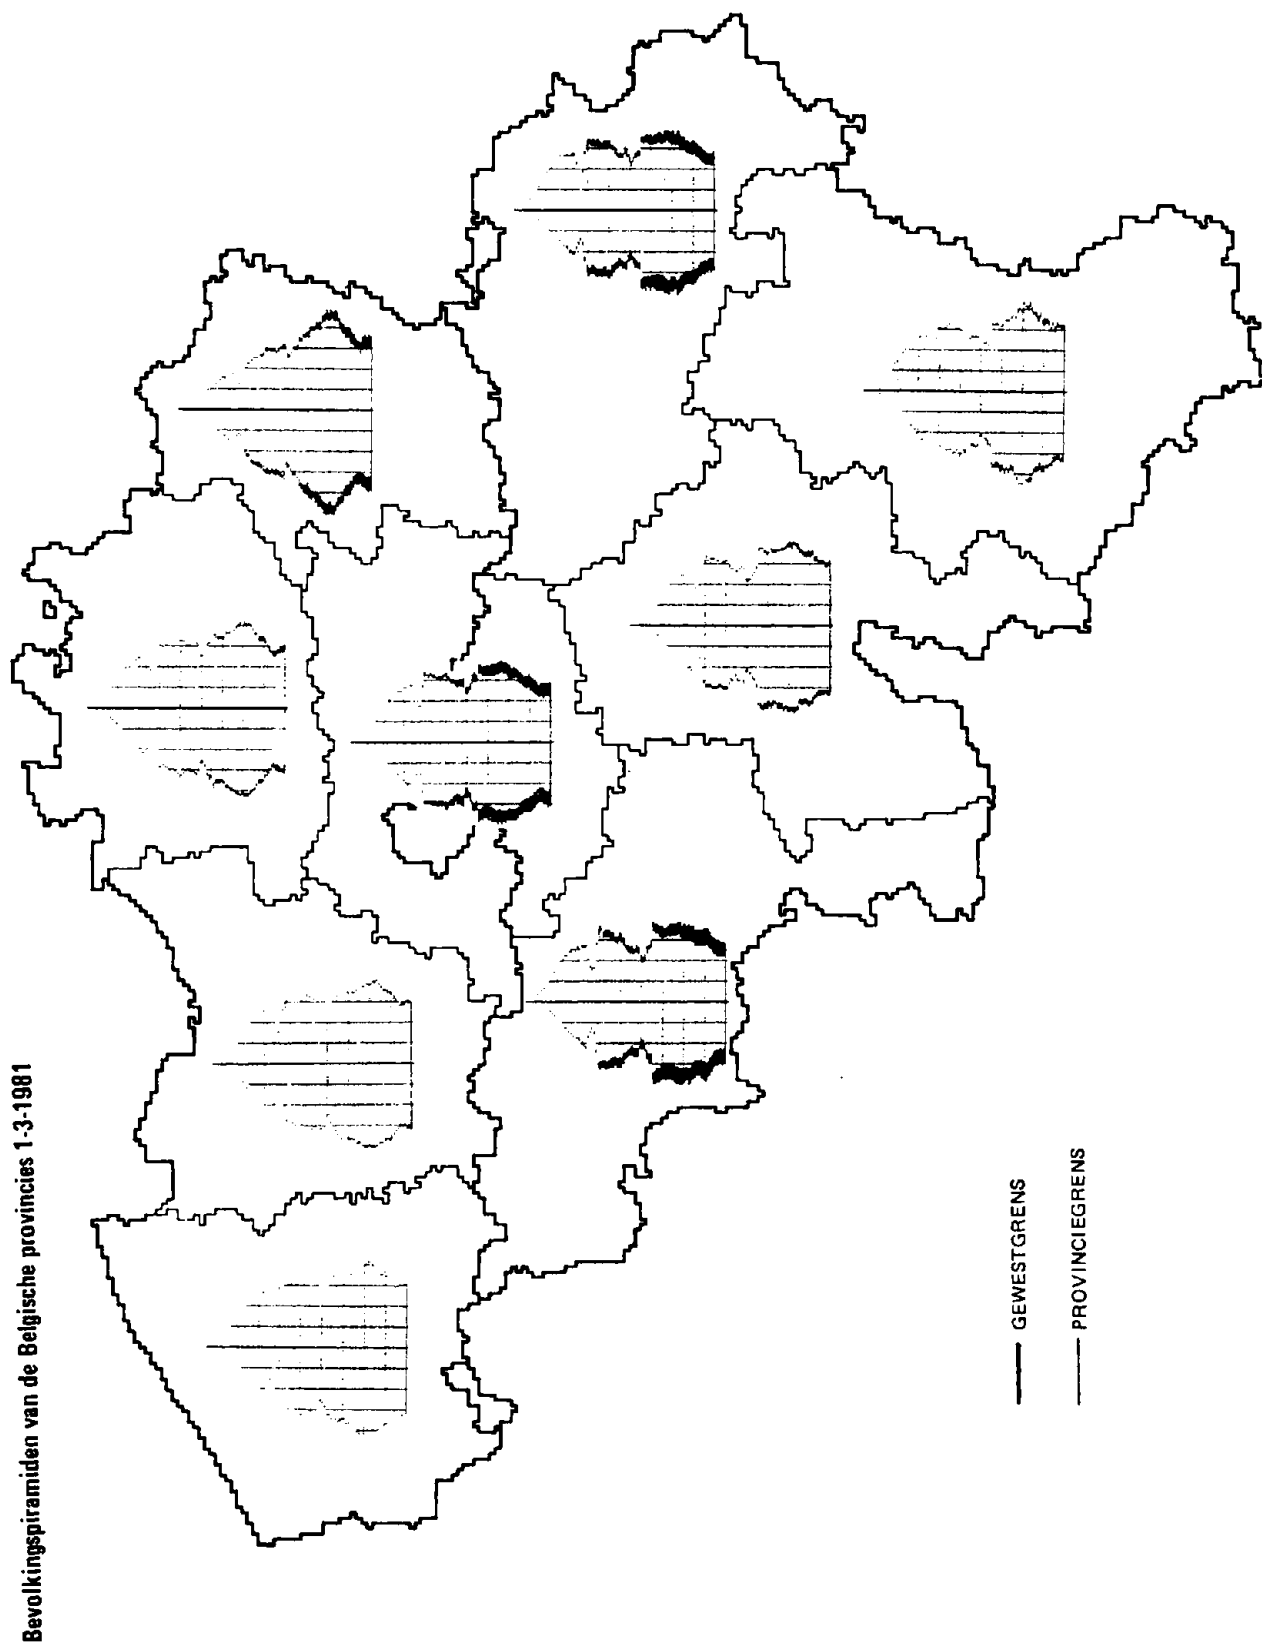 Bevolkingspiramiden van de Belgische provincies 1-3-1981
GEWESTGRENS
PROVINCIEGRENS